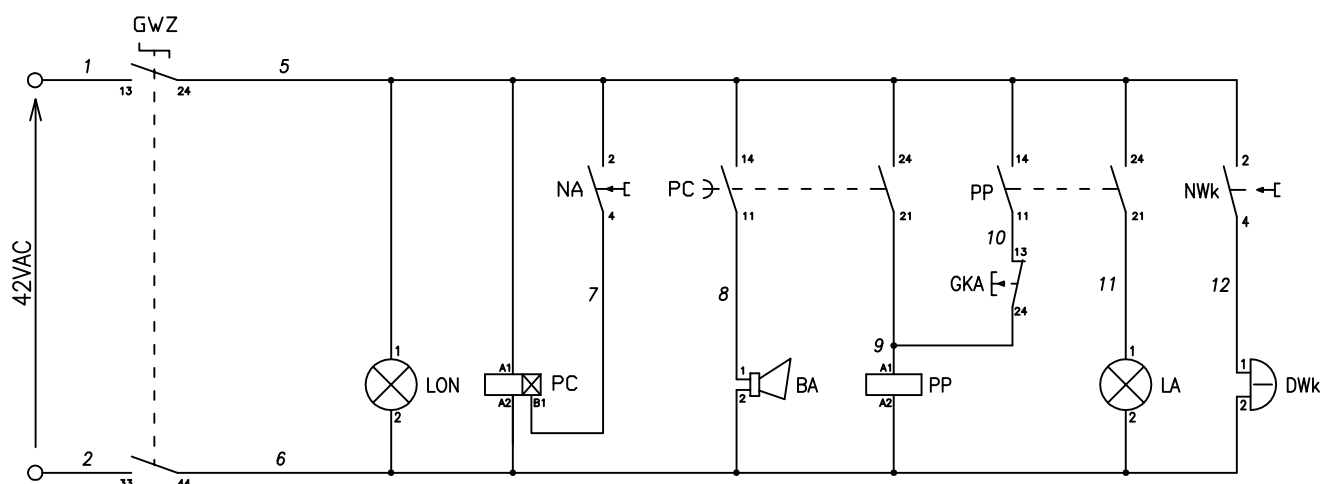 GWZ
1 5
13 24
2 14 24 14 24 2
NA PC PP NWk
4 11 21 11 21 4
10
13
42VAC
7 8 GKA 11 12
24
9
1 A1 1 A1 1 1
LON PC BA PP LA DWk
2 A2 B1 2 A2 2 2
2 6
33 44